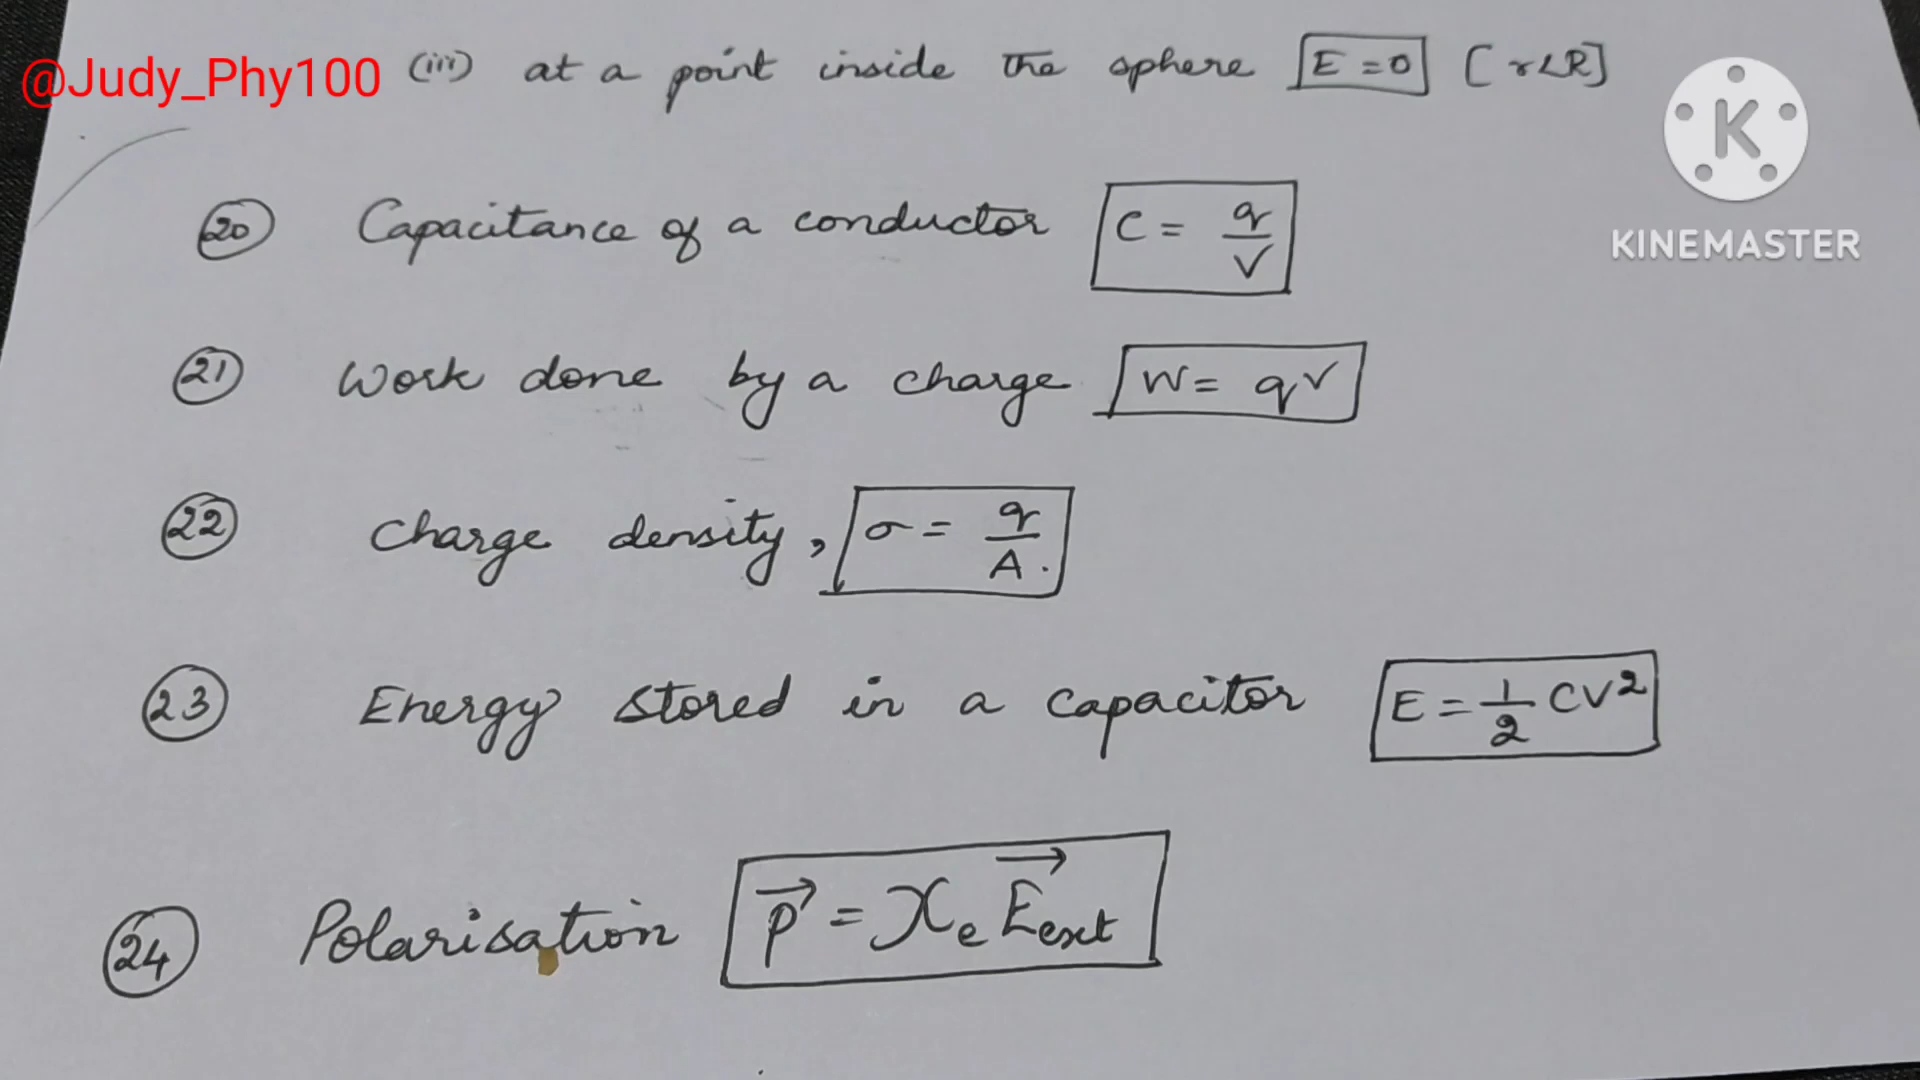 @Judy_Phy100 (iii) at a point inside the sphere E = 0 [r<R]
K
KINEMASTER
20 Capacitance of a conductor C = q/V
21 Work done by a charge W = qV
22 Charge density, σ = q/A.
23 Energy stored in a capacitor E = 1/2 CV²
24 Polarisation p⃗ = χe E⃗ext